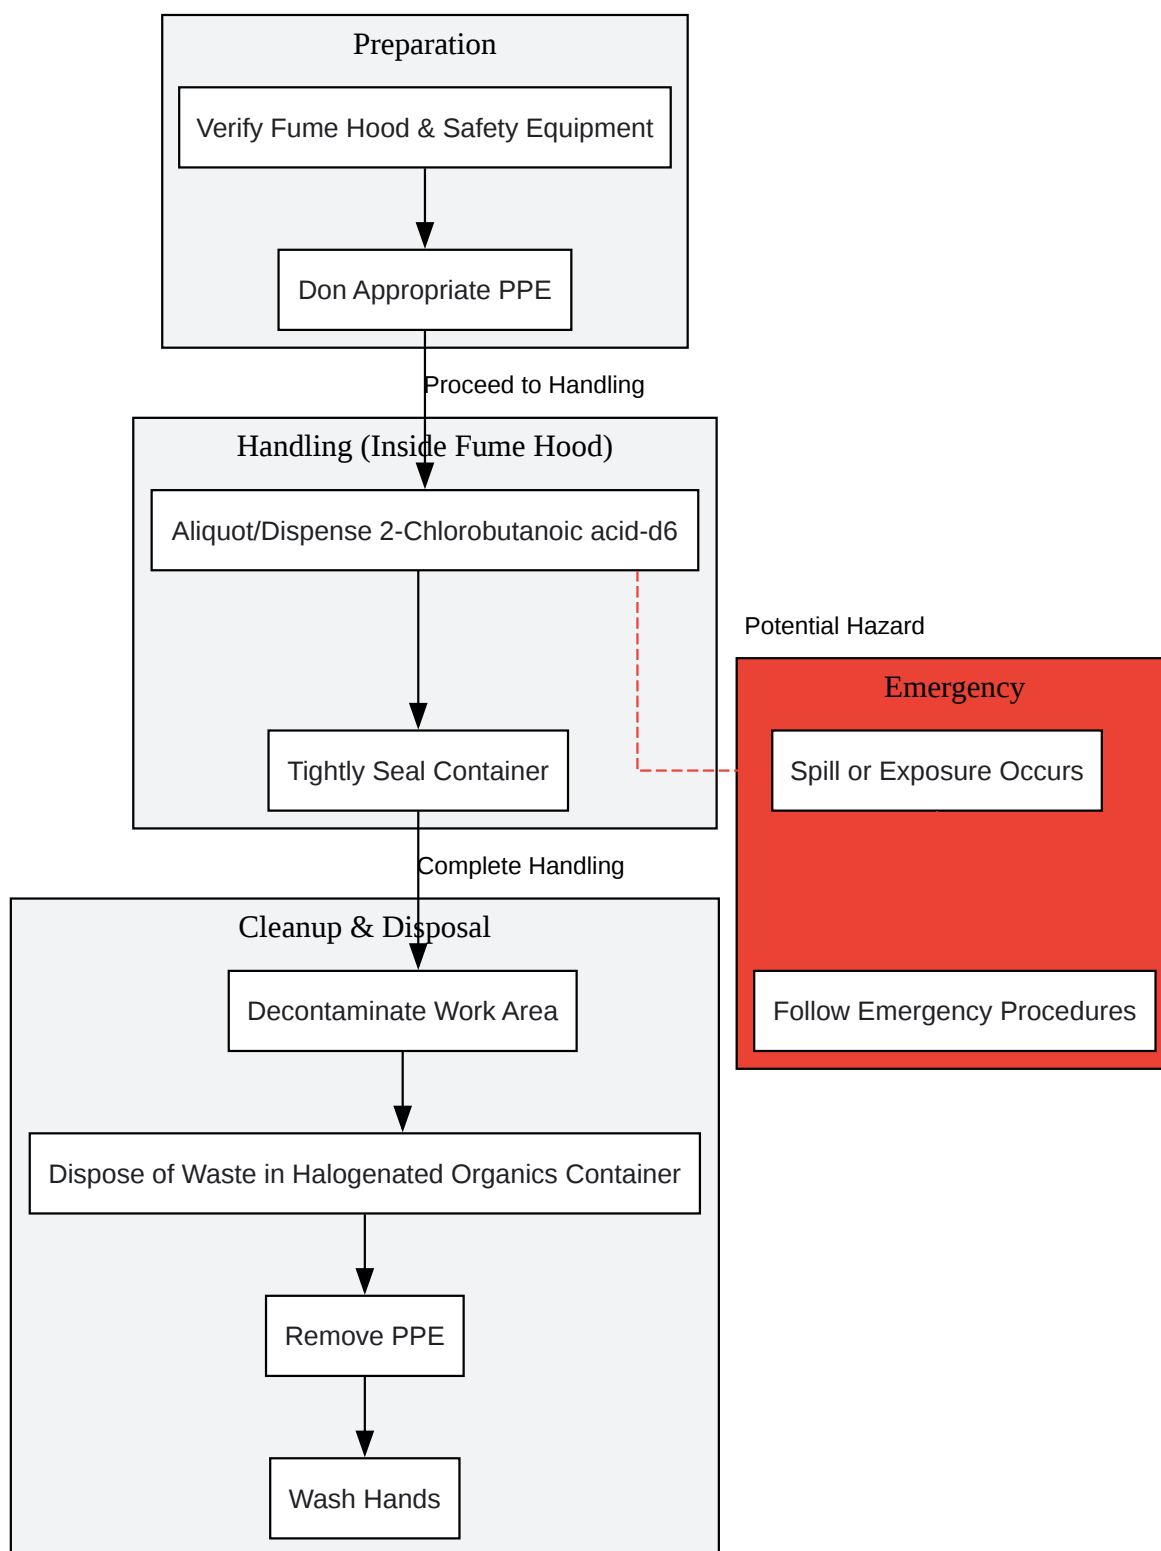 Preparation
Verify Fume Hood & Safety Equipment
Don Appropriate PPE
Proceed to Handling
Handling (Inside Fume Hood)
Aliquot/Dispense 2-Chlorobutanoic acid-d6
Tightly Seal Container
Potential Hazard
Emergency
Spill or Exposure Occurs
Follow Emergency Procedures
Complete Handling
Cleanup & Disposal
Decontaminate Work Area
Dispose of Waste in Halogenated Organics Container
Remove PPE
Wash Hands